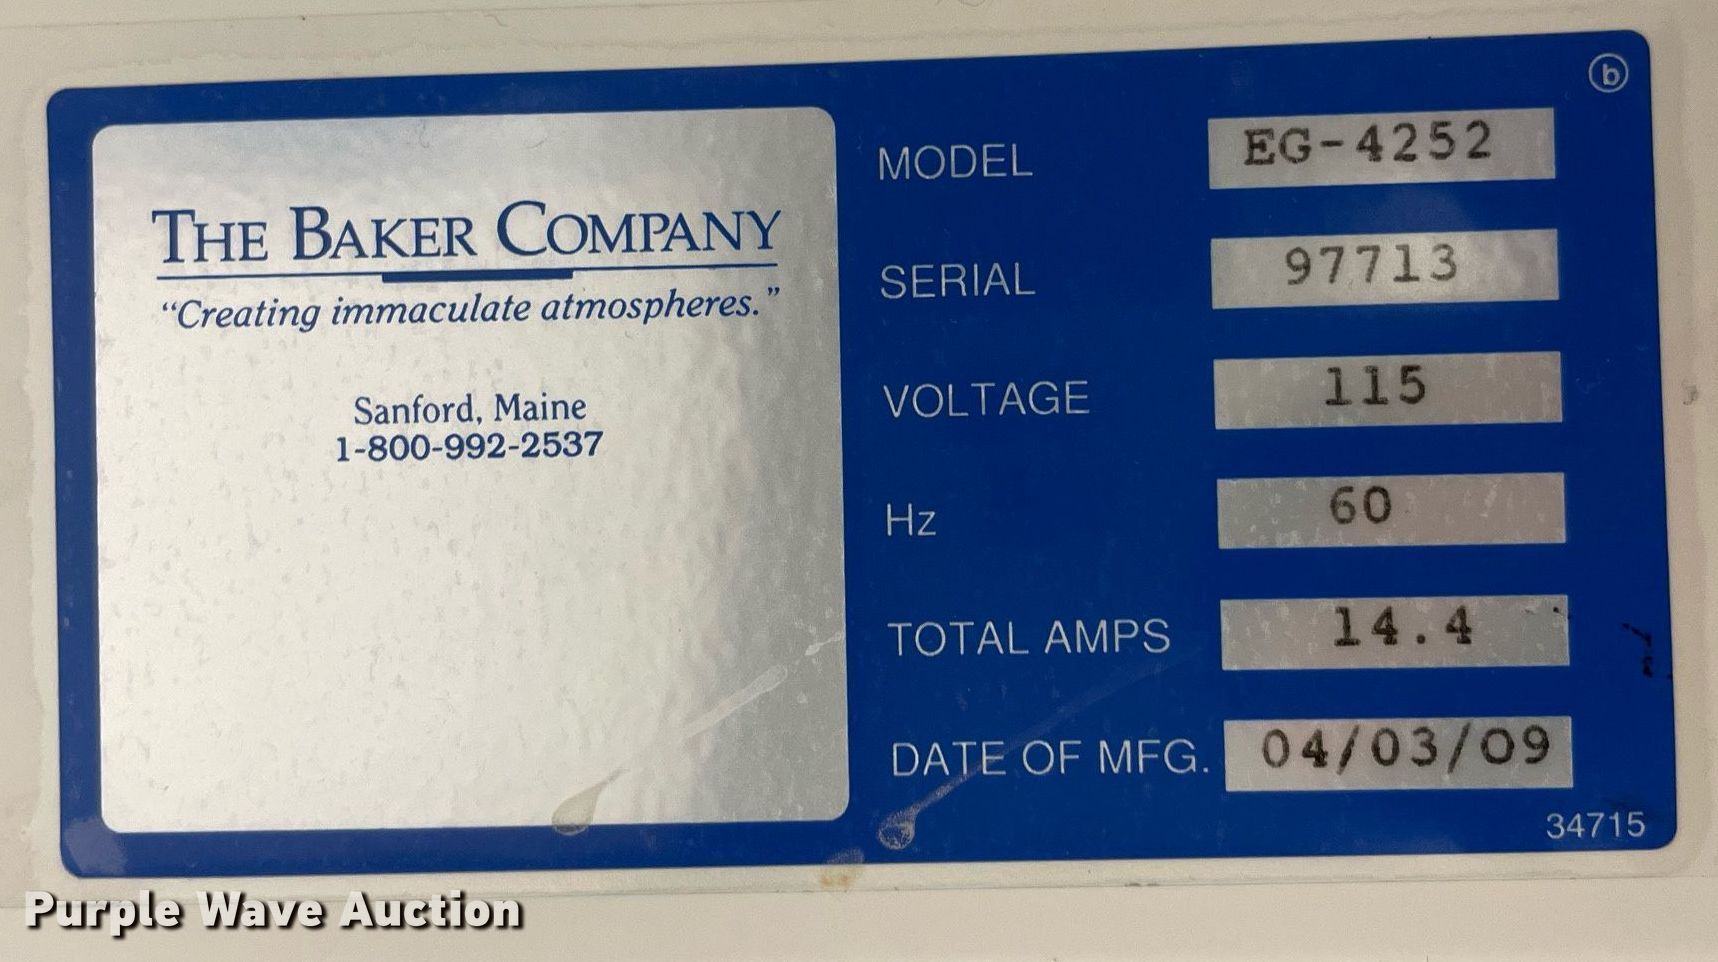 ⓑ
THE BAKER COMPANY
“Creating immaculate atmospheres.”
Sanford, Maine
1-800-992-2537
MODEL EG-4252
SERIAL 97713
VOLTAGE 115
Hz 60
TOTAL AMPS 14.4
DATE OF MFG. 04/03/09
34715
Purple Wave Auction